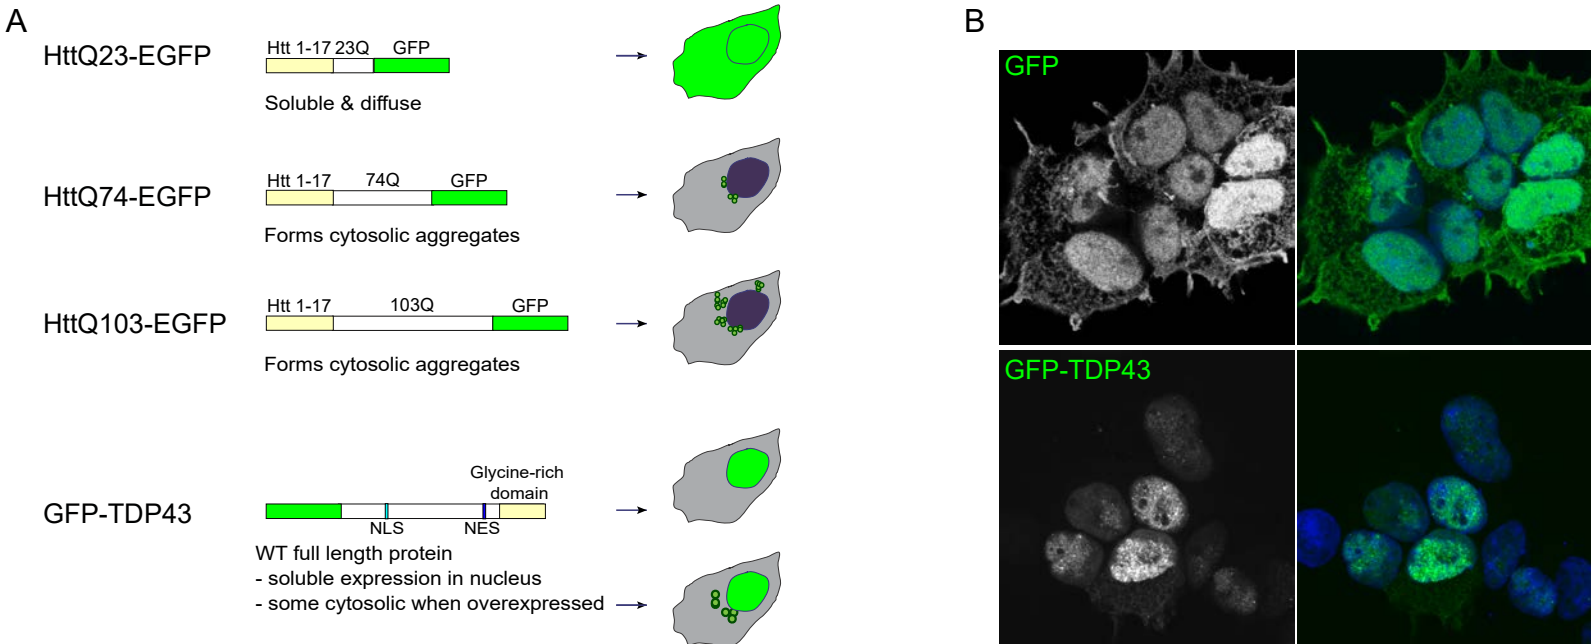 A
HttQ23-EGFP
Htt 1-17 23Q GFP
Soluble & diffuse
HttQ74-EGFP
Htt 1-17 74Q GFP
Forms cytosolic aggregates
HttQ103-EGFP
Htt 1-17 103Q GFP
Forms cytosolic aggregates
GFP-TDP43
Glycine-rich
domain
NLS NES
WT full length protein
- soluble expression in nucleus
- some cytosolic when overexpressed
B
GFP
GFP-TDP43